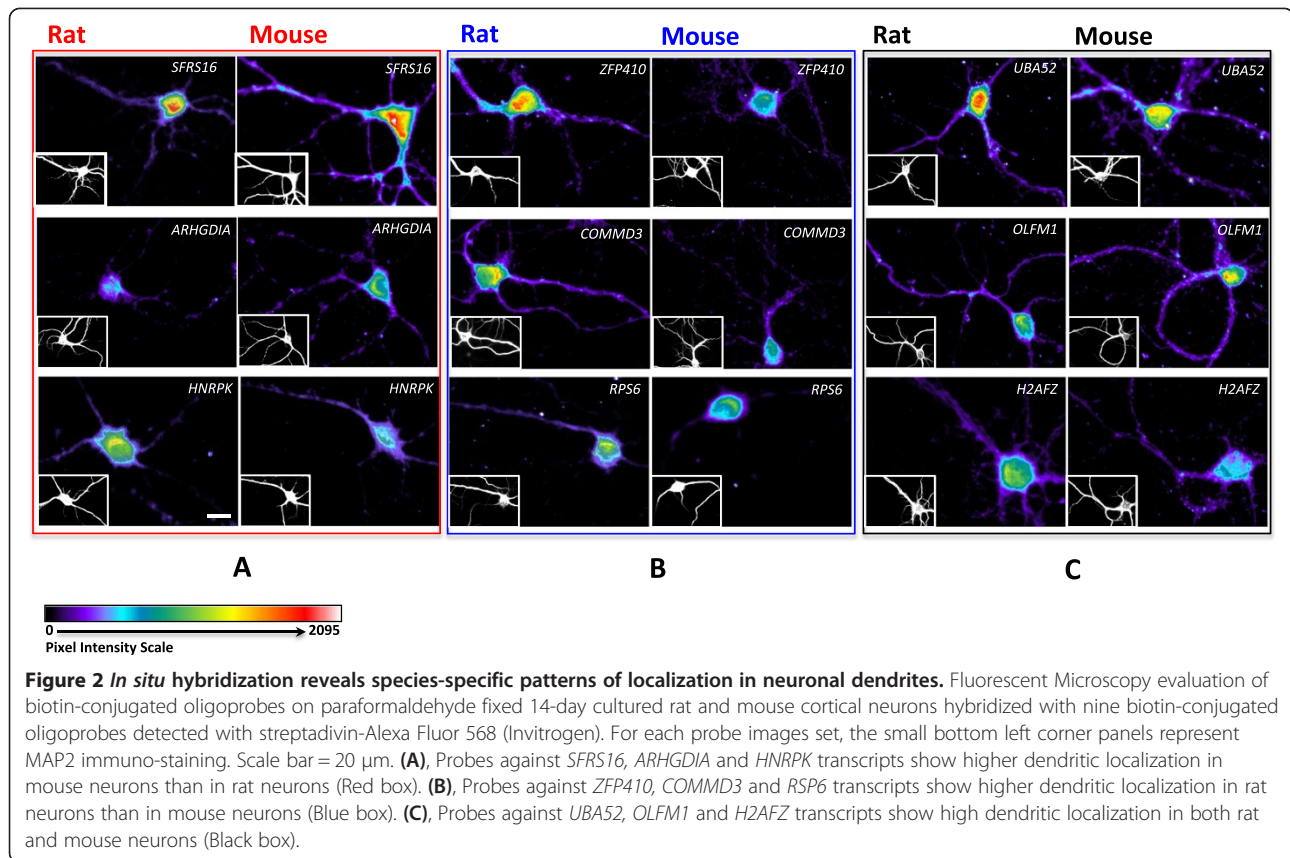 Rat Mouse Rat Mouse Rat Mouse
SFRS16 SFRS16 ZFP410 ZFP410 UBA52 UBA52
ARHGDIA ARHGDIA COMMD3 COMMD3 OLFM1 OLFM1
HNRPK HNRPK RPS6 RPS6 H2AFZ H2AFZ
A B C
0 2095
Pixel Intensity Scale
Figure 2 In situ hybridization reveals species-specific patterns of localization in neuronal dendrites. Fluorescent Microscopy evaluation of
biotin-conjugated oligoprobes on paraformaldehyde fixed 14-day cultured rat and mouse cortical neurons hybridized with nine biotin-conjugated
oligoprobes detected with streptadivin-Alexa Fluor 568 (Invitrogen). For each probe images set, the small bottom left corner panels represent
MAP2 immuno-staining. Scale bar = 20 μm. (A), Probes against SFRS16, ARHGDIA and HNRPK transcripts show higher dendritic localization in
mouse neurons than in rat neurons (Red box). (B), Probes against ZFP410, COMMD3 and RSP6 transcripts show higher dendritic localization in rat
neurons than in mouse neurons (Blue box). (C), Probes against UBA52, OLFM1 and H2AFZ transcripts show high dendritic localization in both rat
and mouse neurons (Black box).